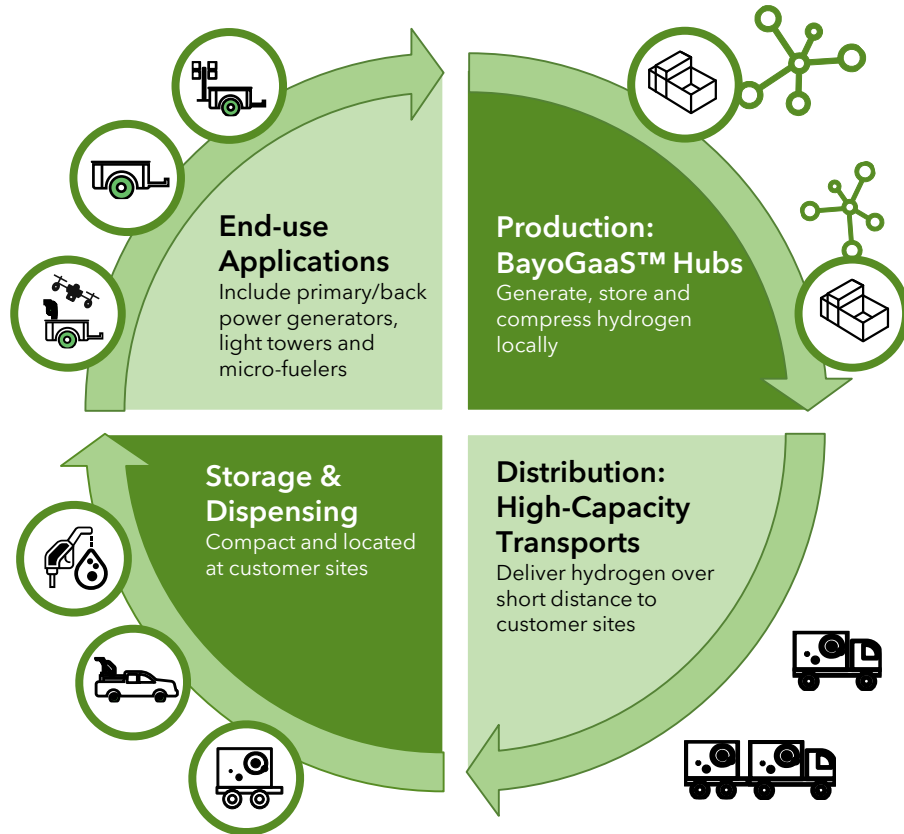 End-use
Applications
Include primary/back
power generators,
light towers and
micro-fuelers
Production:
BayoGaaS™ Hubs
Generate, store and
compress hydrogen
locally
Storage &
Dispensing
Compact and located
at customer sites
Distribution:
High-Capacity
Transports
Deliver hydrogen over
short distance to
customer sites